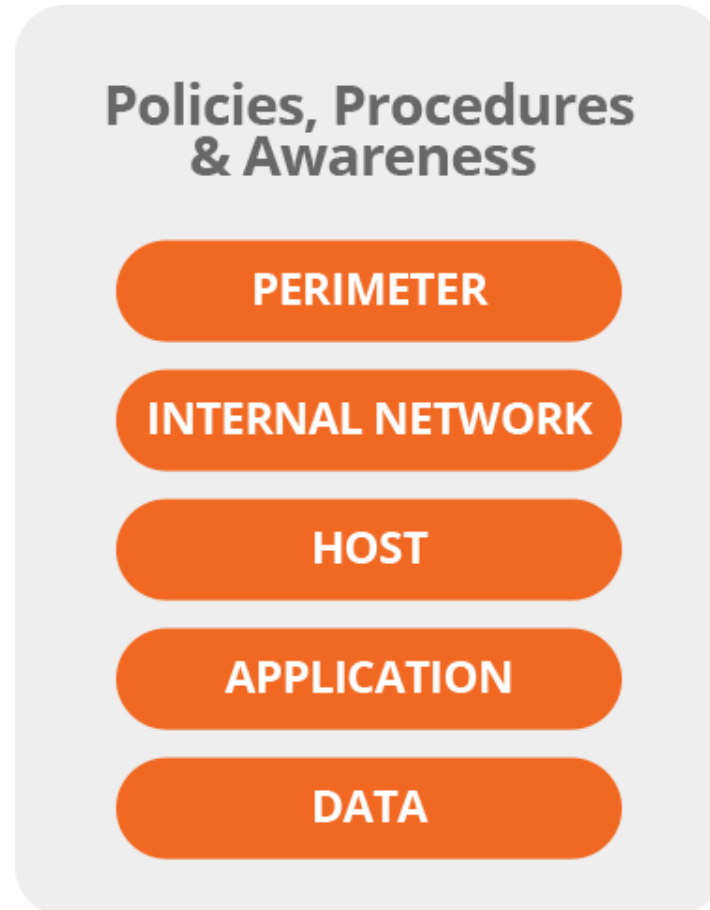 Policies, Procedures
& Awareness
PERIMETER
INTERNAL NETWORK
HOST
APPLICATION
DATA